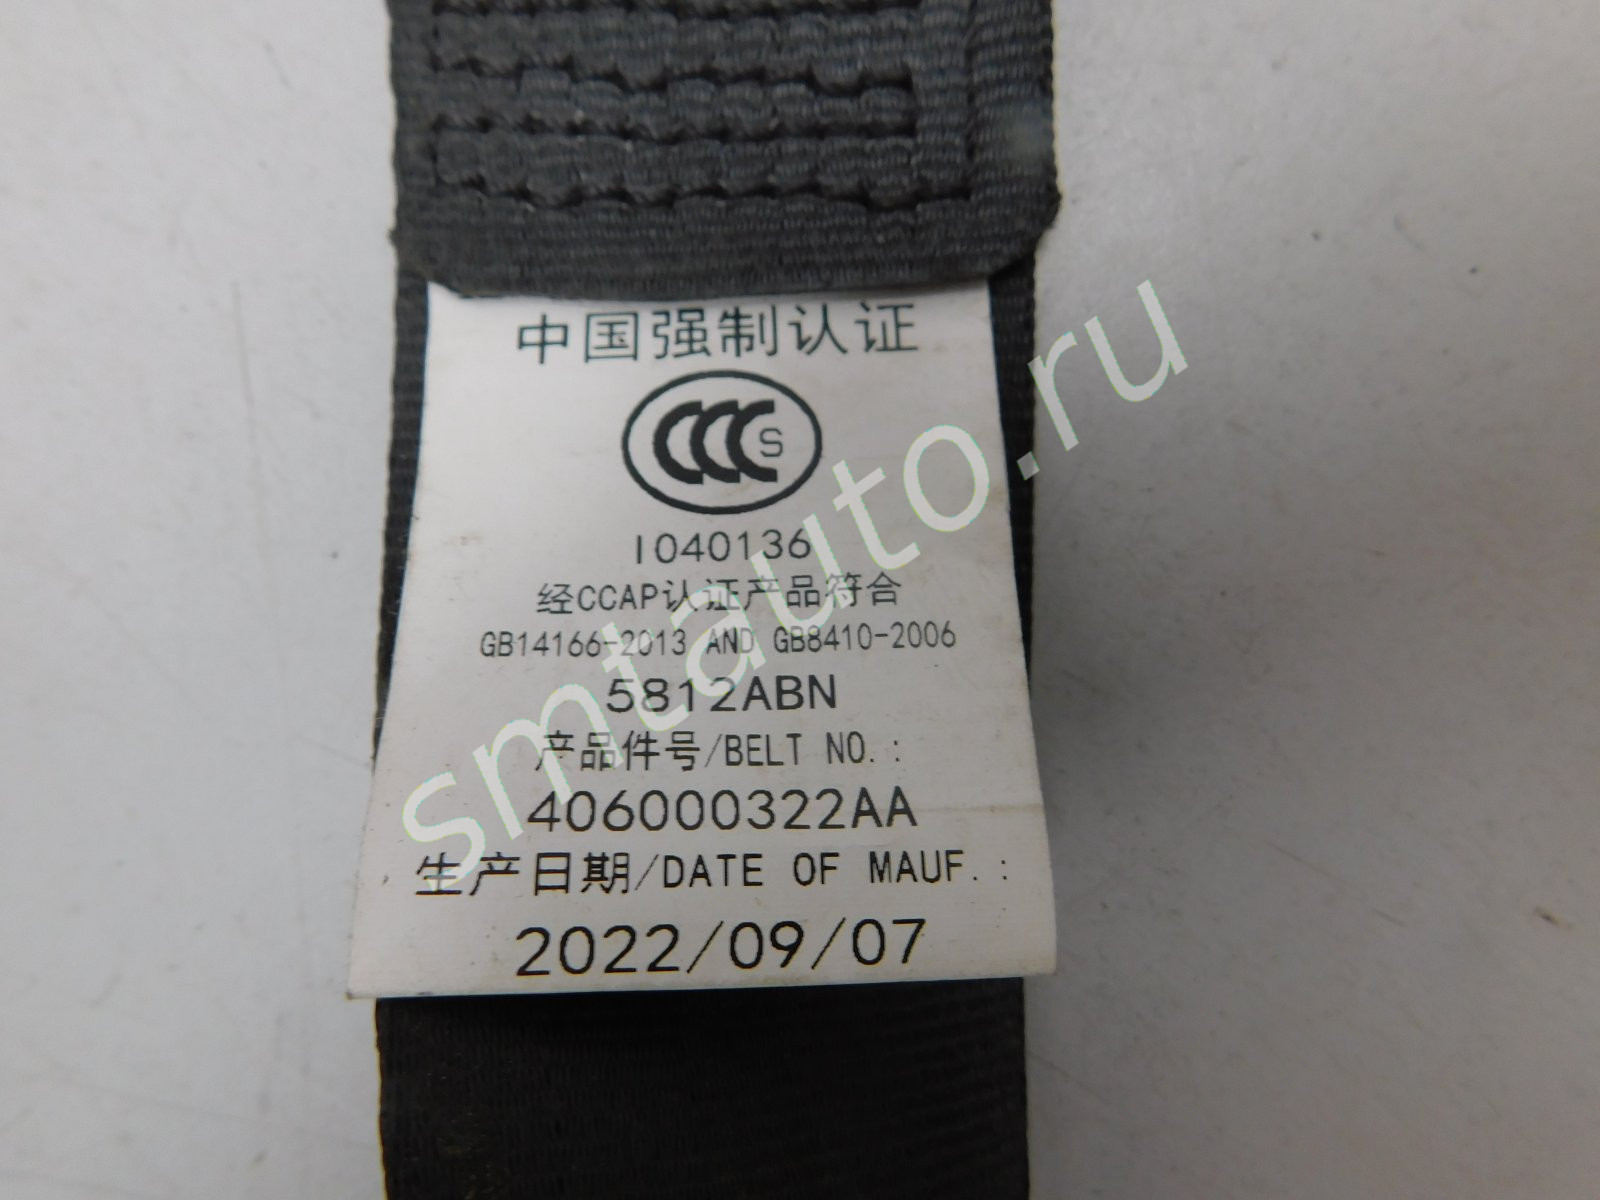 中国强制认证
CCCS
I040136
经CCAP认证产品符合
GB14166-2013 AND GB8410-2006
5812ABN
产品件号/BELT NO.:
406000322AA
生产日期/DATE OF MAUF.:
2022/09/07
smtauto.ru